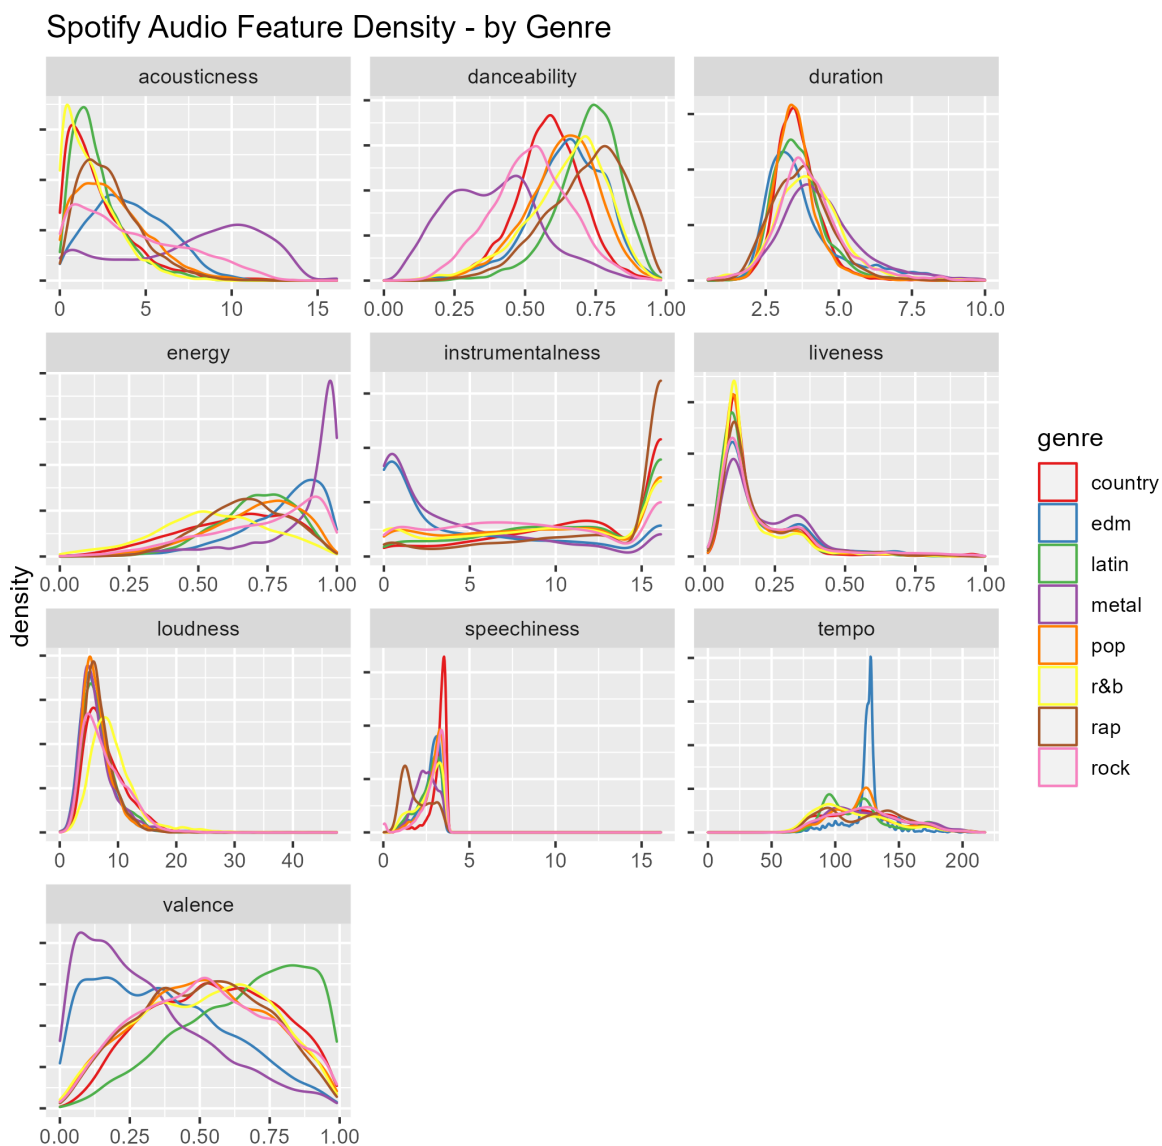 Spotify Audio Feature Density - by Genre
acousticness
danceability
duration
0 5 10 15
0.00 0.25 0.50 0.75 1.00
2.5 5.0 7.5 10.0
energy
instrumentalness
liveness
0.00 0.25 0.50 0.75 1.00
0 5 10 15
0.00 0.25 0.50 0.75 1.00
loudness
speechiness
tempo
0 10 20 30 40
0 5 10 15
0 50 100 150 200
valence
0.00 0.25 0.50 0.75 1.00
density
genre
country
edm
latin
metal
pop
r&b
rap
rock